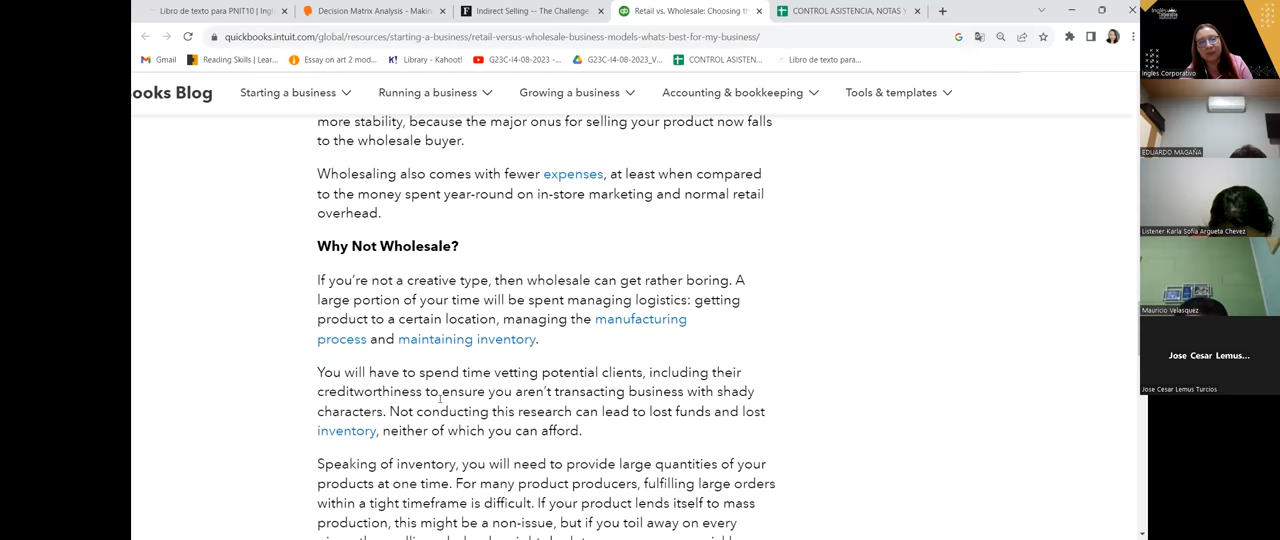 Libro de texto para PNIT10 | Ingl
Decision Matrix Analysis - Makin
Indirect Selling -- The Challenge
Retail vs. Wholesale: Choosing th
CONTROL ASISTENCIA, NOTAS Y
quickbooks.intuit.com/global/resources/starting-a-business/retail-versus-wholesale-business-models-whats-best-for-my-business/
Gmail
Reading Skills | Lear...
Essay on art 2 mod...
Library - Kahoot!
G23C-I4-08-2023 -...
G23C-I4-08-2023_V...
CONTROL ASISTEN...
Libro de texto para...
ooks Blog
Starting a business
Running a business
Growing a business
Accounting & bookkeeping
Tools & templates
more stability, because the major onus for selling your product now falls
to the wholesale buyer.
Wholesaling also comes with fewer expenses, at least when compared
to the money spent year-round on in-store marketing and normal retail
overhead.
Why Not Wholesale?
If you’re not a creative type, then wholesale can get rather boring. A
large portion of your time will be spent managing logistics: getting
product to a certain location, managing the manufacturing
process and maintaining inventory.
You will have to spend time vetting potential clients, including their
creditworthiness to ensure you aren’t transacting business with shady
characters. Not conducting this research can lead to lost funds and lost
inventory, neither of which you can afford.
Speaking of inventory, you will need to provide large quantities of your
products at one time. For many product producers, fulfilling large orders
within a tight timeframe is difficult. If your product lends itself to mass
production, this might be a non-issue, but if you toil away on every
Ingles Corporativo
EDUARDO MAGAÑA
Listener Karla Sofia Argueta Chevez
Mauricio Velasquez
Jose Cesar Lemus...
Jose Cesar Lemus Turcios